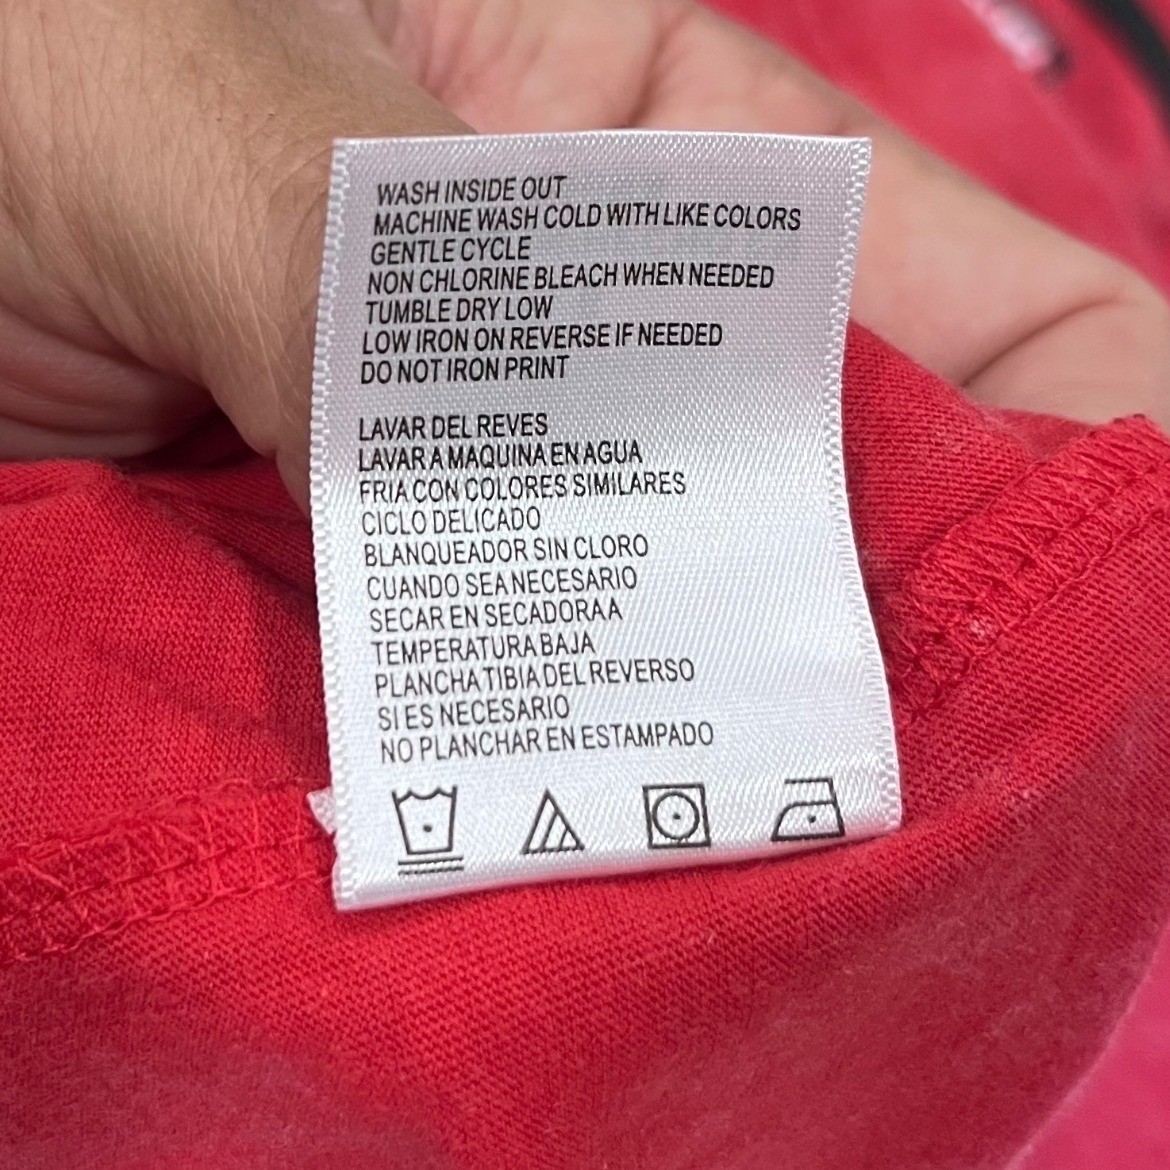 WASH INSIDE OUT
MACHINE WASH COLD WITH LIKE COLORS
GENTLE CYCLE
NON CHLORINE BLEACH WHEN NEEDED
TUMBLE DRY LOW
LOW IRON ON REVERSE IF NEEDED
DO NOT IRON PRINT
LAVAR DEL REVES
LAVAR A MAQUINA EN AGUA
FRIA CON COLORES SIMILARES
CICLO DELICADO
BLANQUEADOR SIN CLORO
CUANDO SEA NECESARIO
SECAR EN SECADORA A
TEMPERATURA BAJA
PLANCHA TIBIA DEL REVERSO
SI ES NECESARIO
NO PLANCHAR EN ESTAMPADO